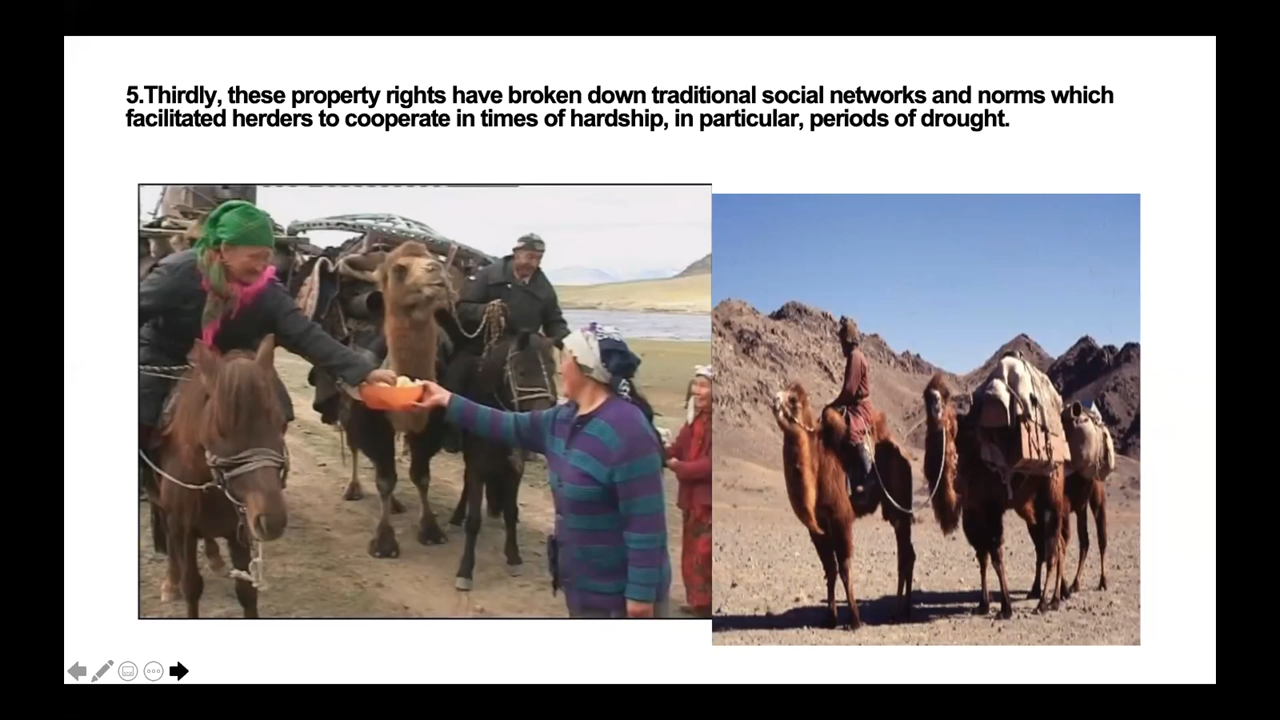 5.Thirdly, these property rights have broken down traditional social networks and norms which
facilitated herders to cooperate in times of hardship, in particular, periods of drought.